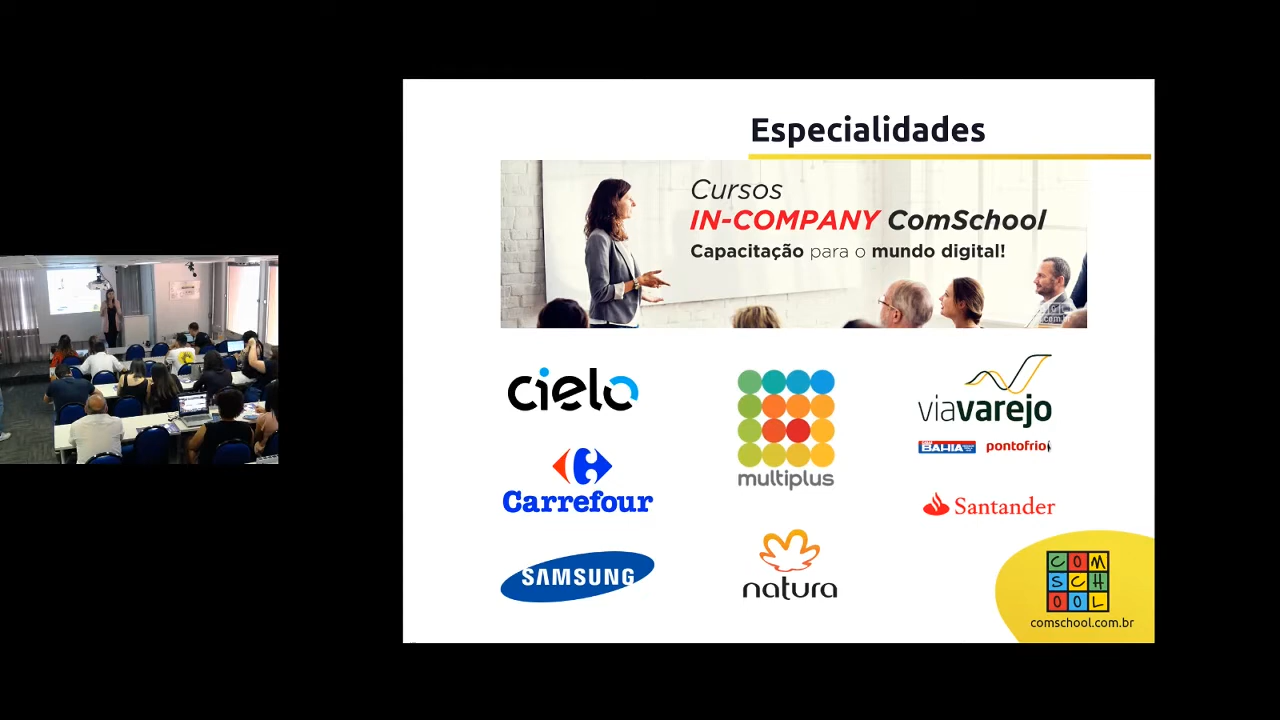 Especialidades
Cursos
IN-COMPANY ComSchool
Capacitação para o mundo digital!
cielo
multiplus
viavarejo
BAHIA pontofrio
Carrefour
Santander
SAMSUNG
natura
COM
SCH
OOL
comschool.com.br